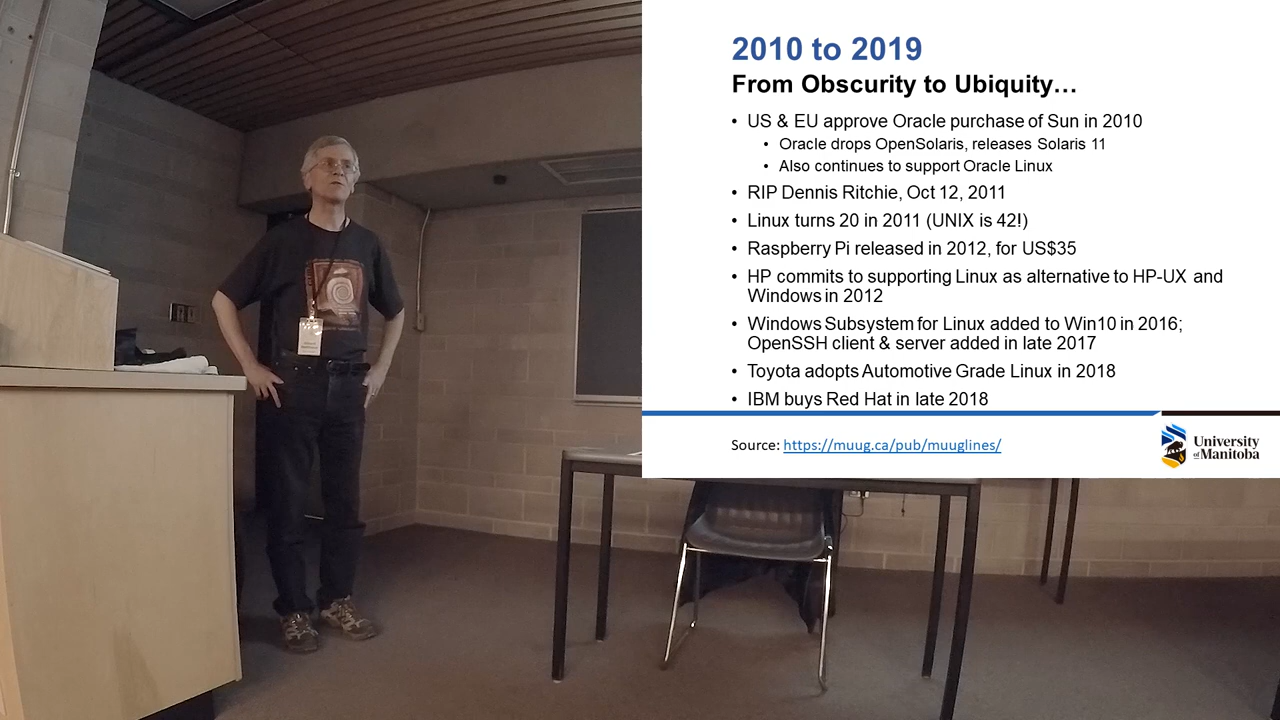 2010 to 2019
From Obscurity to Ubiquity…
• US & EU approve Oracle purchase of Sun in 2010
• Oracle drops OpenSolaris, releases Solaris 11
• Also continues to support Oracle Linux
• RIP Dennis Ritchie, Oct 12, 2011
• Linux turns 20 in 2011 (UNIX is 42!)
• Raspberry Pi released in 2012, for US$35
• HP commits to supporting Linux as alternative to HP-UX and
Windows in 2012
• Windows Subsystem for Linux added to Win10 in 2016;
OpenSSH client & server added in late 2017
• Toyota adopts Automotive Grade Linux in 2018
• IBM buys Red Hat in late 2018
Source: https://muug.ca/pub/muuglines/
University
of Manitoba